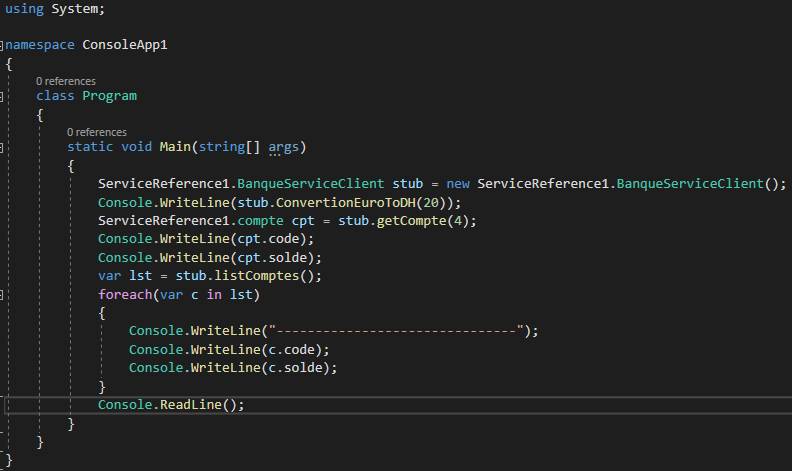 using System;
namespace ConsoleApp1
{
0 references
class Program
{
0 references
static void Main(string[] args)
{
ServiceReference1.BanqueServiceClient stub = new ServiceReference1.BanqueServiceClient();
Console.WriteLine(stub.ConvertionEuroToDH(20));
ServiceReference1.compte cpt = stub.getCompte(4);
Console.WriteLine(cpt.code);
Console.WriteLine(cpt.solde);
var lst = stub.listComptes();
foreach(var c in lst)
{
Console.WriteLine("-------------------------------");
Console.WriteLine(c.code);
Console.WriteLine(c.solde);
}
Console.ReadLine();
}
}
}